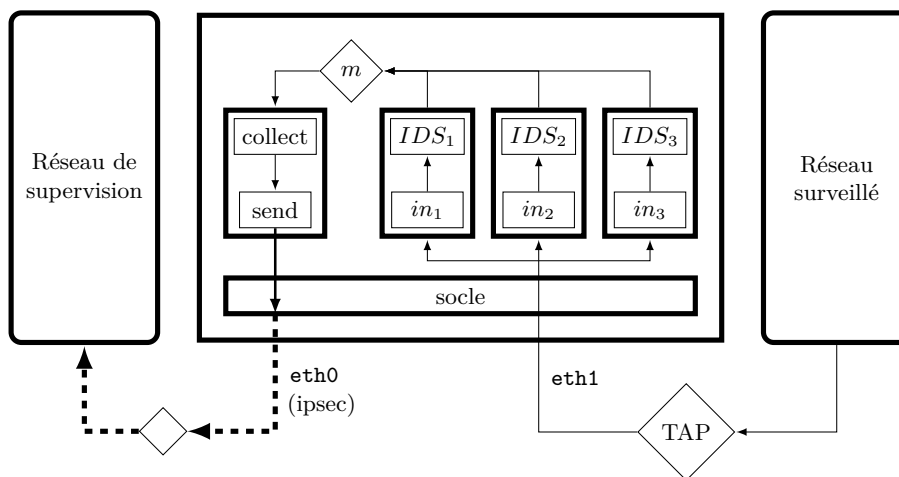 Réseau de
supervision
m
collect
send
IDS₁
in₁
IDS₂
in₂
IDS₃
in₃
socle
eth0
(ipsec)
eth1
TAP
Réseau
surveillé